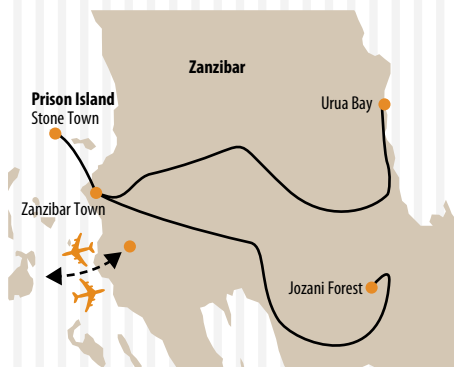 Zanzibar
Prison Island
Stone Town
Urua Bay
Zanzibar Town
Jozani Forest